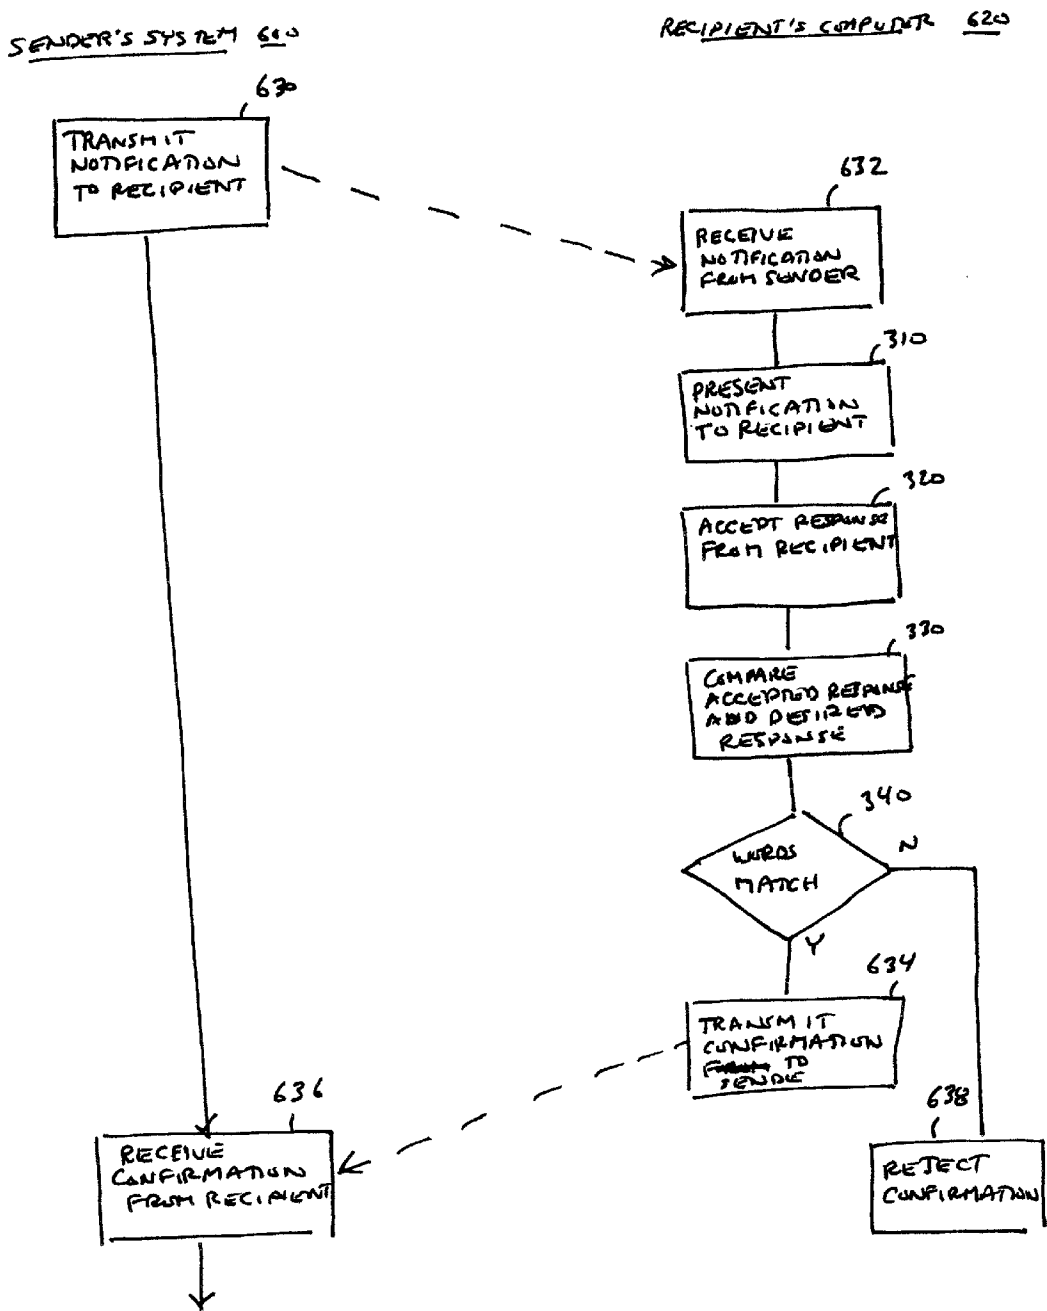 SENDER'S SYSTEM 610
RECIPIENT'S COMPUTER 620
630
TRANSMIT
NOTIFICATION
TO RECIPIENT
632
RECEIVE
NOTIFICATION
FROM SENDER
310
PRESENT
NOTIFICATION
TO RECIPIENT
320
ACCEPT RESPONSE
FROM RECIPIENT
330
COMPARE
ACCEPTED RESPONSE
AND DESIRED
RESPONSE
340
WORDS
MATCH
N
Y
634
TRANSMIT
CONFIRMATION
TO
SENDE
636
RECEIVE
CONFIRMATION
FROM RECIPIENT
638
REJECT
CONFIRMATION